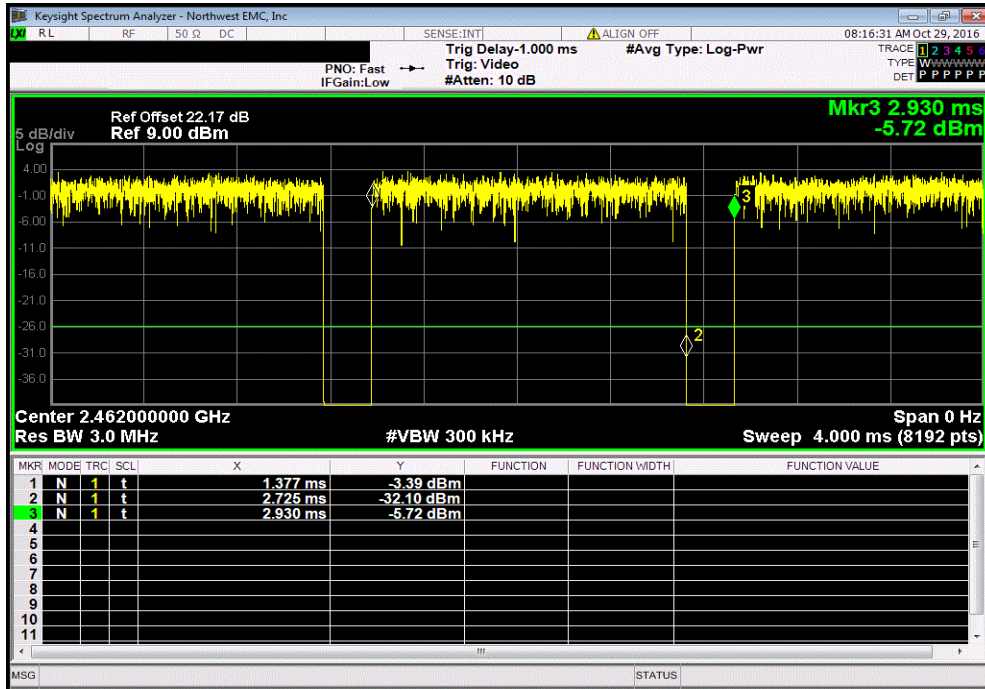 Keysight Spectrum Analyzer - Northwest EMC, Inc
LXI RL RF 50 Ω DC SENSE:INT ALIGN OFF 08:16:31 AM Oct 29, 2016
Trig Delay-1.000 ms #Avg Type: Log-Pwr TRACE 1 2 3 4 5 6
PNO: Fast Trig: Video TYPE WWWWWW
IFGain:Low #Atten: 10 dB DET P P P P P P
Mkr3 2.930 ms
-5.72 dBm
Ref Offset 22.17 dB
5 dB/div Ref 9.00 dBm
Log
4.00
-1.00
-6.00
-11.0
-16.0
-21.0
-26.0
-31.0
-36.0
3
2
Center 2.462000000 GHz Span 0 Hz
Res BW 3.0 MHz #VBW 300 kHz Sweep 4.000 ms (8192 pts)
MKR MODE TRC SCL X Y FUNCTION FUNCTION WIDTH FUNCTION VALUE
1 N 1 t 1.377 ms -3.39 dBm
2 N 1 t 2.725 ms -32.10 dBm
3 N 1 t 2.930 ms -5.72 dBm
4
5
6
7
8
9
10
11
MSG STATUS